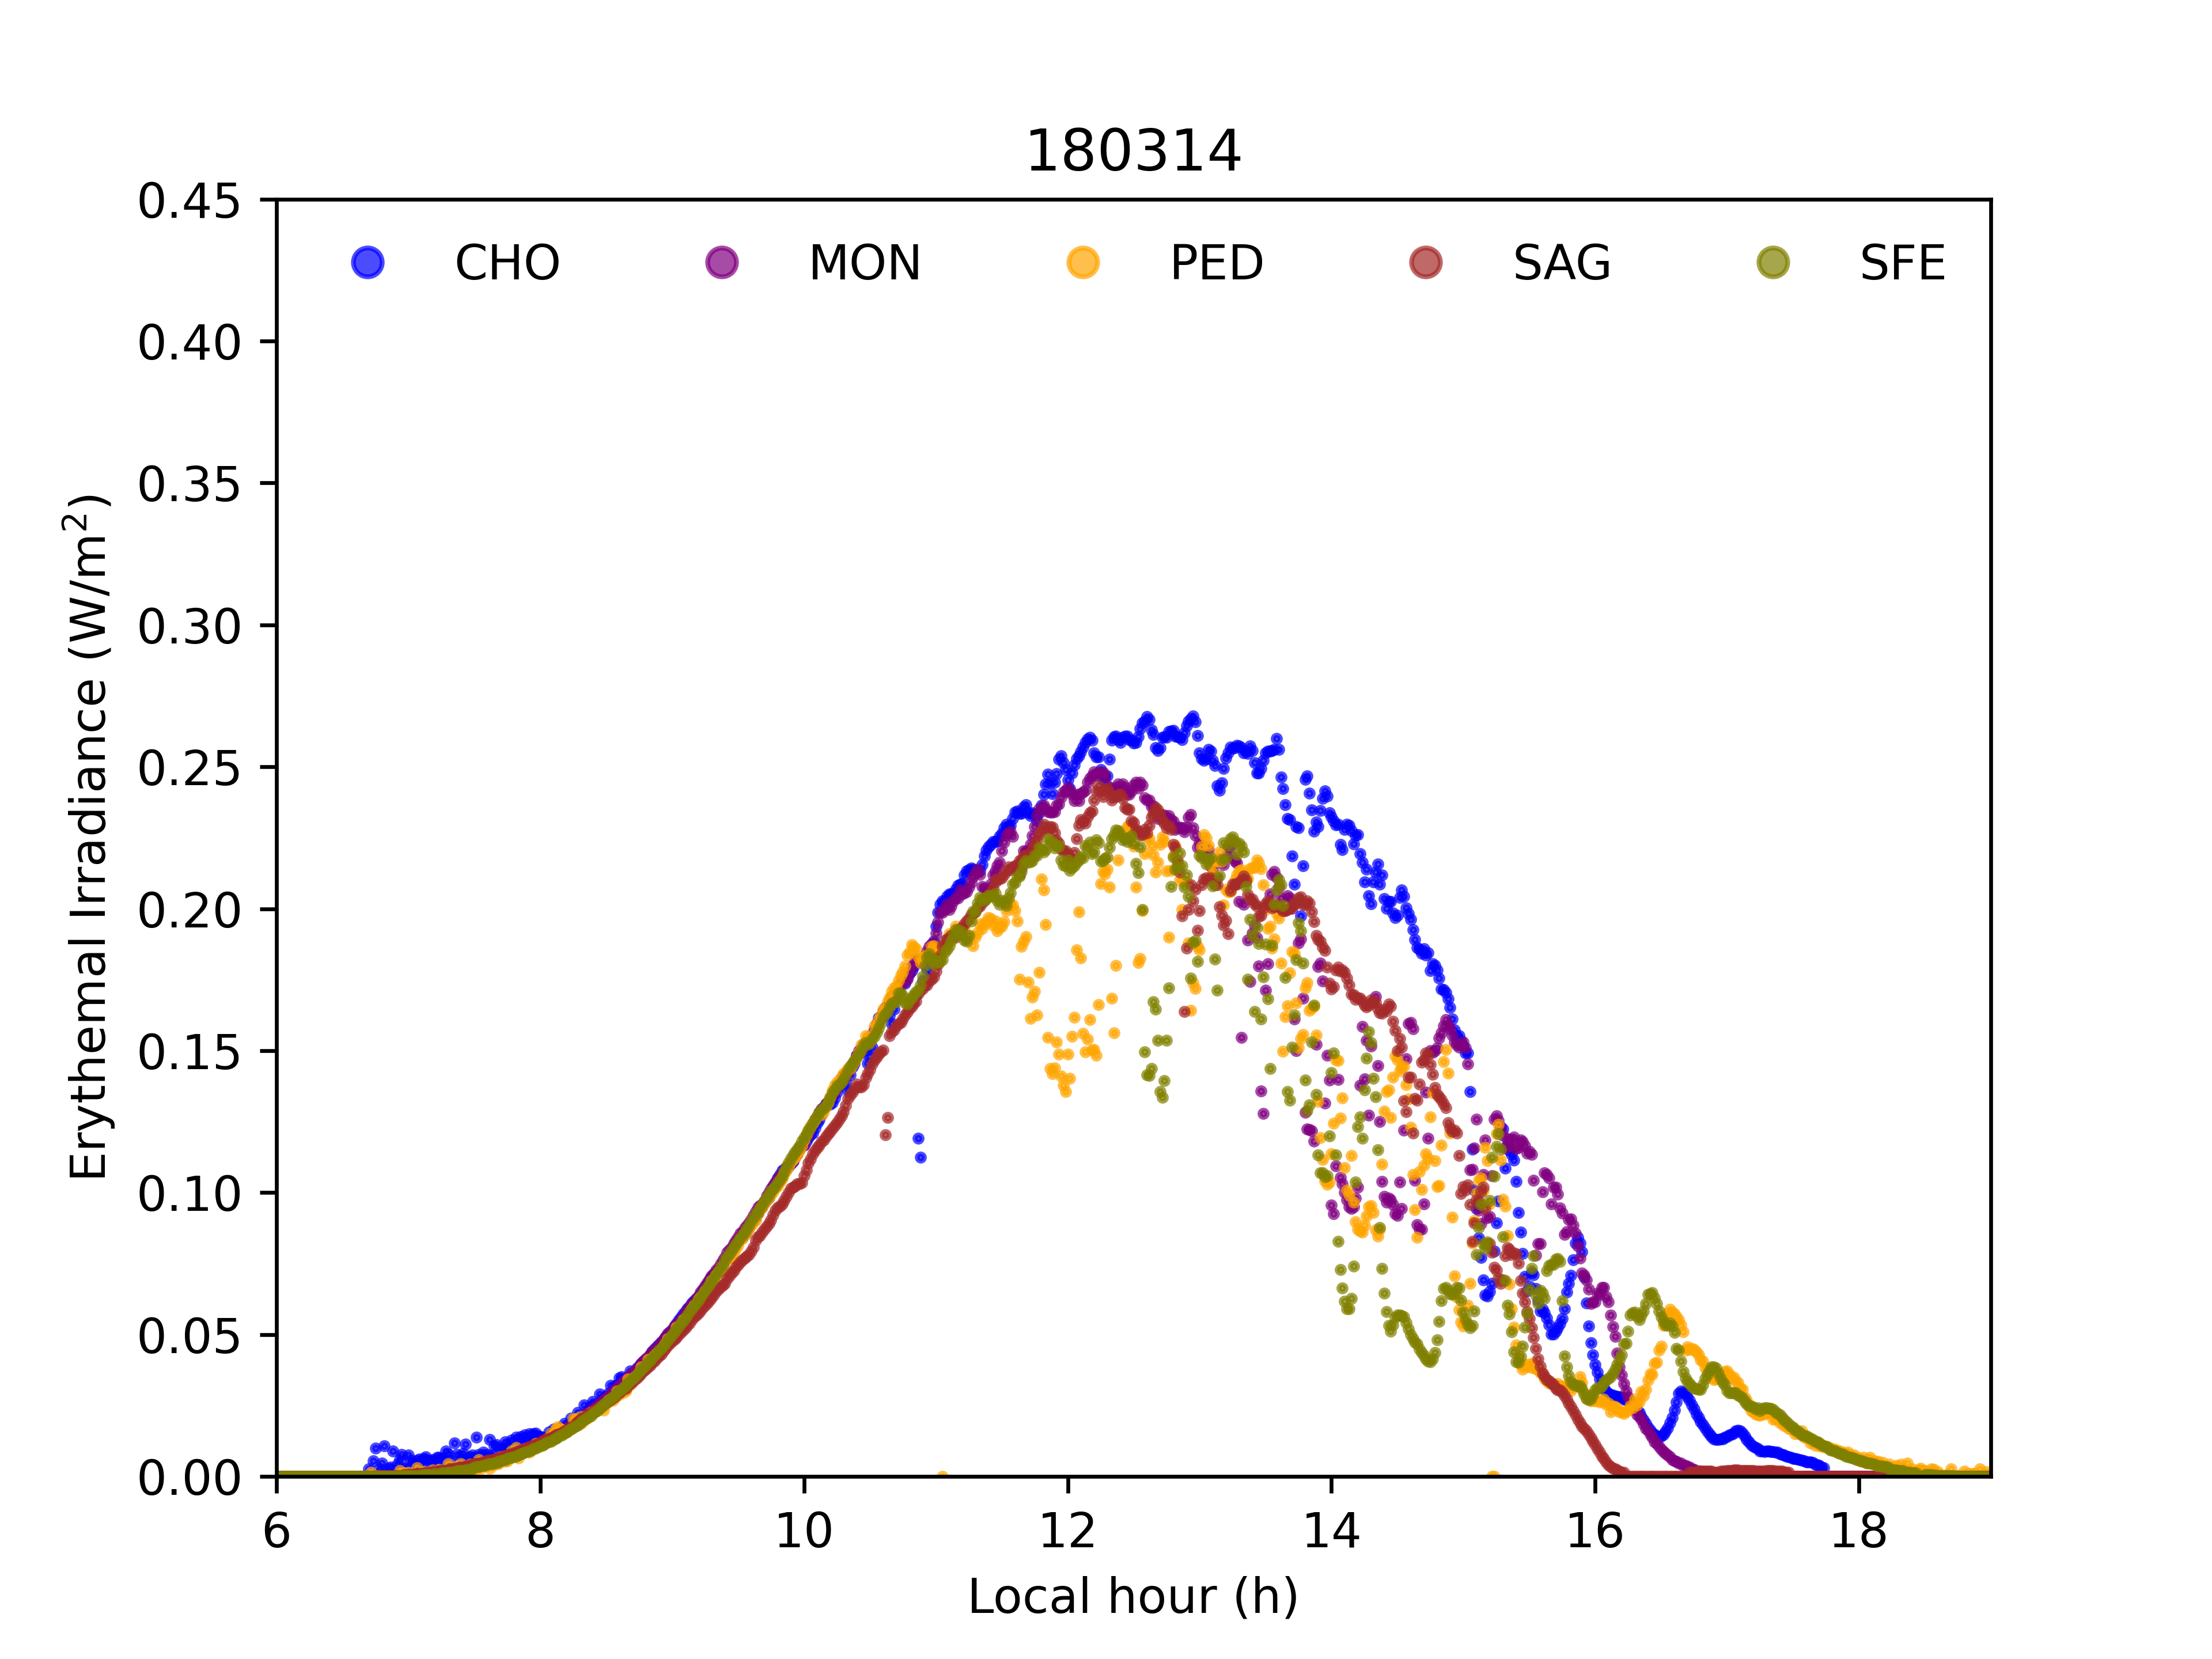 180314
CHO MON PED SAG SFE
0.45
0.40
0.35
0.30
0.25
0.20
0.15
0.10
0.05
0.00
Erythemal Irradiance (W/m²)
6 8 10 12 14 16 18
Local hour (h)